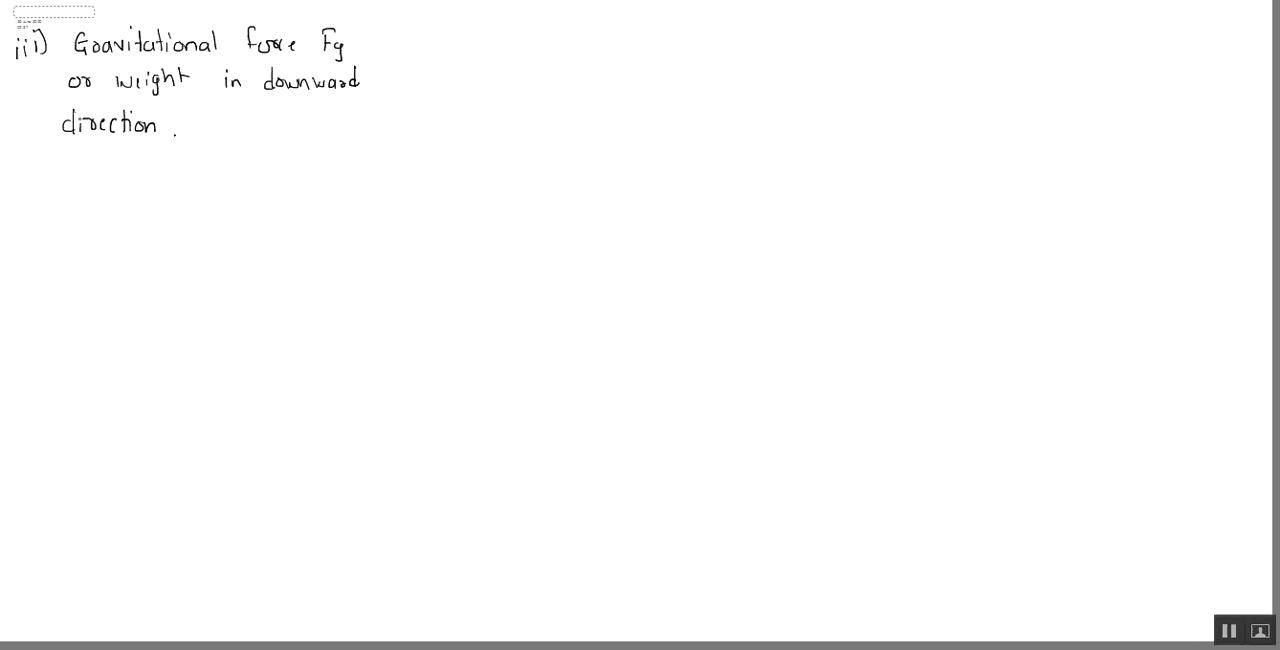 iii) Gravitational force Fg
or weight in downward
direction.